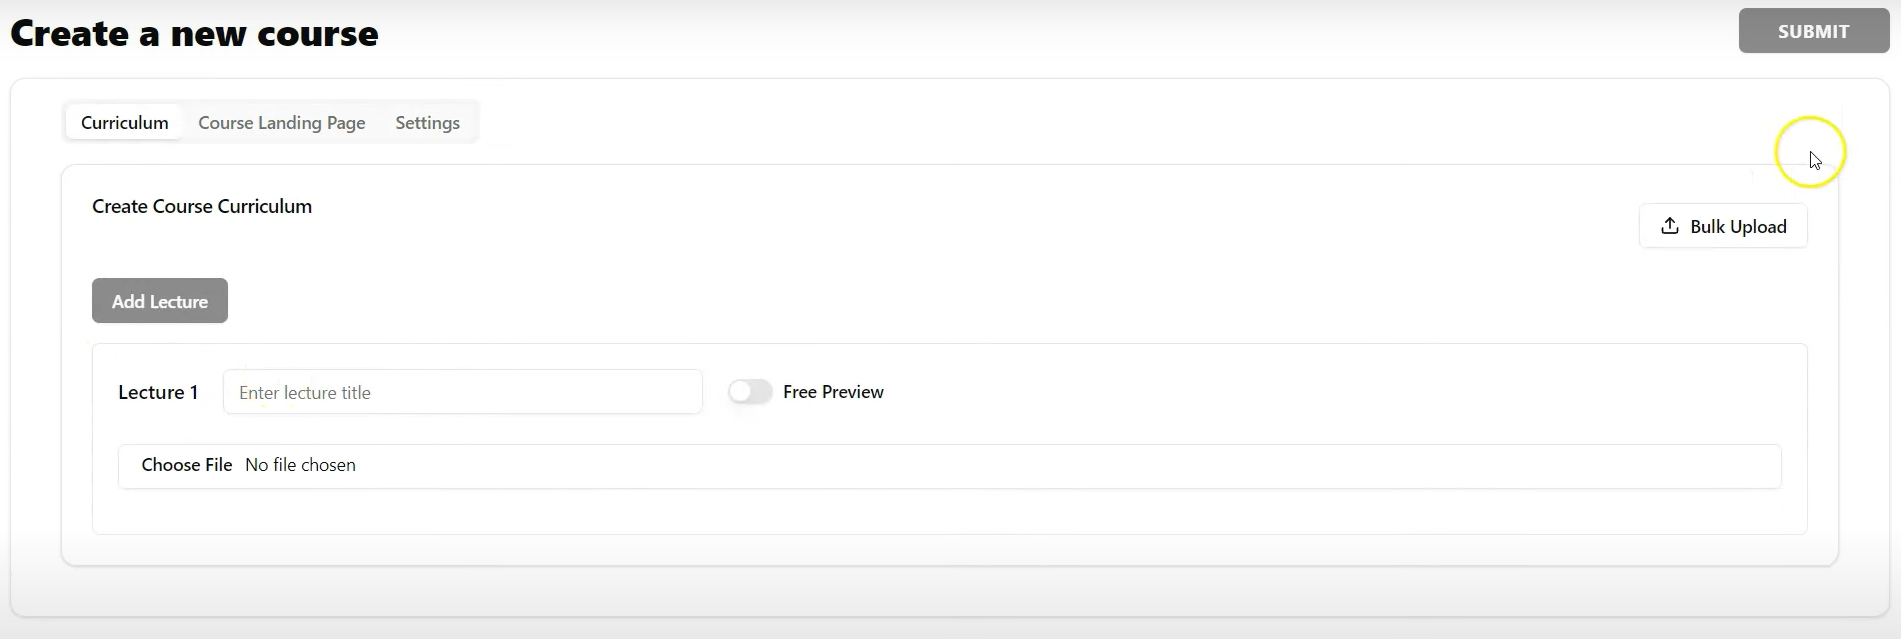 Create a new course
SUBMIT
Curriculum
Course Landing Page
Settings
Create Course Curriculum
Bulk Upload
Add Lecture
Lecture 1
Enter lecture title
Free Preview
Choose File No file chosen